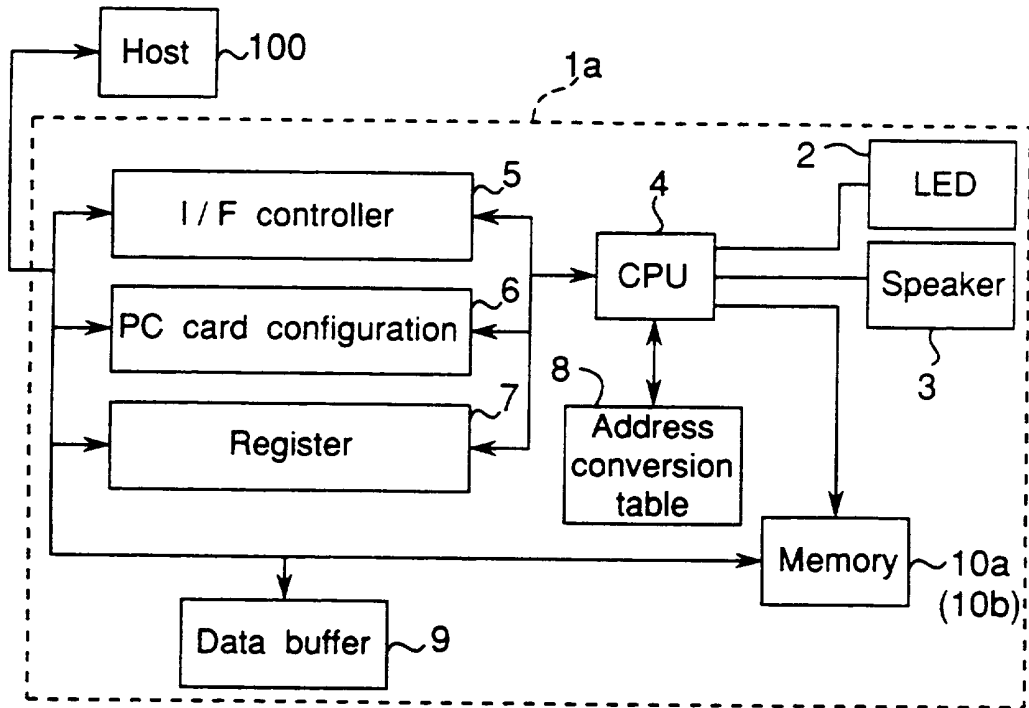 Host
100
1a
I / F controller
5
PC card configuration
6
Register
7
4
CPU
2
LED
Speaker
3
8
Address
conversion
table
Memory
10a
(10b)
Data buffer
9